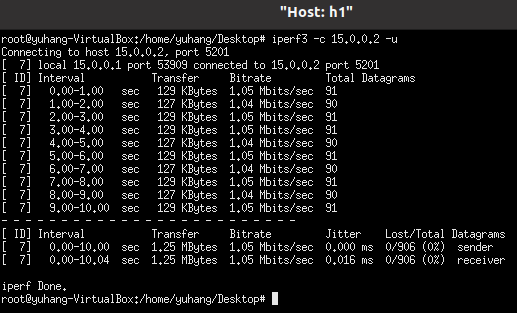 "Host: h1"
root@yuhang-VirtualBox:/home/yuhang/Desktop# iperf3 -c 15.0.0.2 -u
Connecting to host 15.0.0.2, port 5201
[  7] local 15.0.0.1 port 53909 connected to 15.0.0.2 port 5201
[ ID] Interval           Transfer     Bitrate         Total Datagrams
[  7]   0.00-1.00   sec   129 KBytes  1.05 Mbits/sec  91
[  7]   1.00-2.00   sec   127 KBytes  1.04 Mbits/sec  90
[  7]   2.00-3.00   sec   129 KBytes  1.05 Mbits/sec  91
[  7]   3.00-4.00   sec   129 KBytes  1.05 Mbits/sec  91
[  7]   4.00-5.00   sec   127 KBytes  1.04 Mbits/sec  90
[  7]   5.00-6.00   sec   129 KBytes  1.05 Mbits/sec  91
[  7]   6.00-7.00   sec   127 KBytes  1.04 Mbits/sec  90
[  7]   7.00-8.00   sec   129 KBytes  1.05 Mbits/sec  91
[  7]   8.00-9.00   sec   127 KBytes  1.04 Mbits/sec  90
[  7]   9.00-10.00  sec   129 KBytes  1.05 Mbits/sec  91
- - - - - - - - - - - - - - - - - - - - - - - - -
[ ID] Interval           Transfer     Bitrate         Jitter    Lost/Total Datagrams
[  7]   0.00-10.00  sec  1.25 MBytes  1.05 Mbits/sec  0.000 ms  0/906 (0%)  sender
[  7]   0.00-10.04  sec  1.25 MBytes  1.05 Mbits/sec  0.016 ms  0/906 (0%)  receiver
iperf Done.
root@yuhang-VirtualBox:/home/yuhang/Desktop#